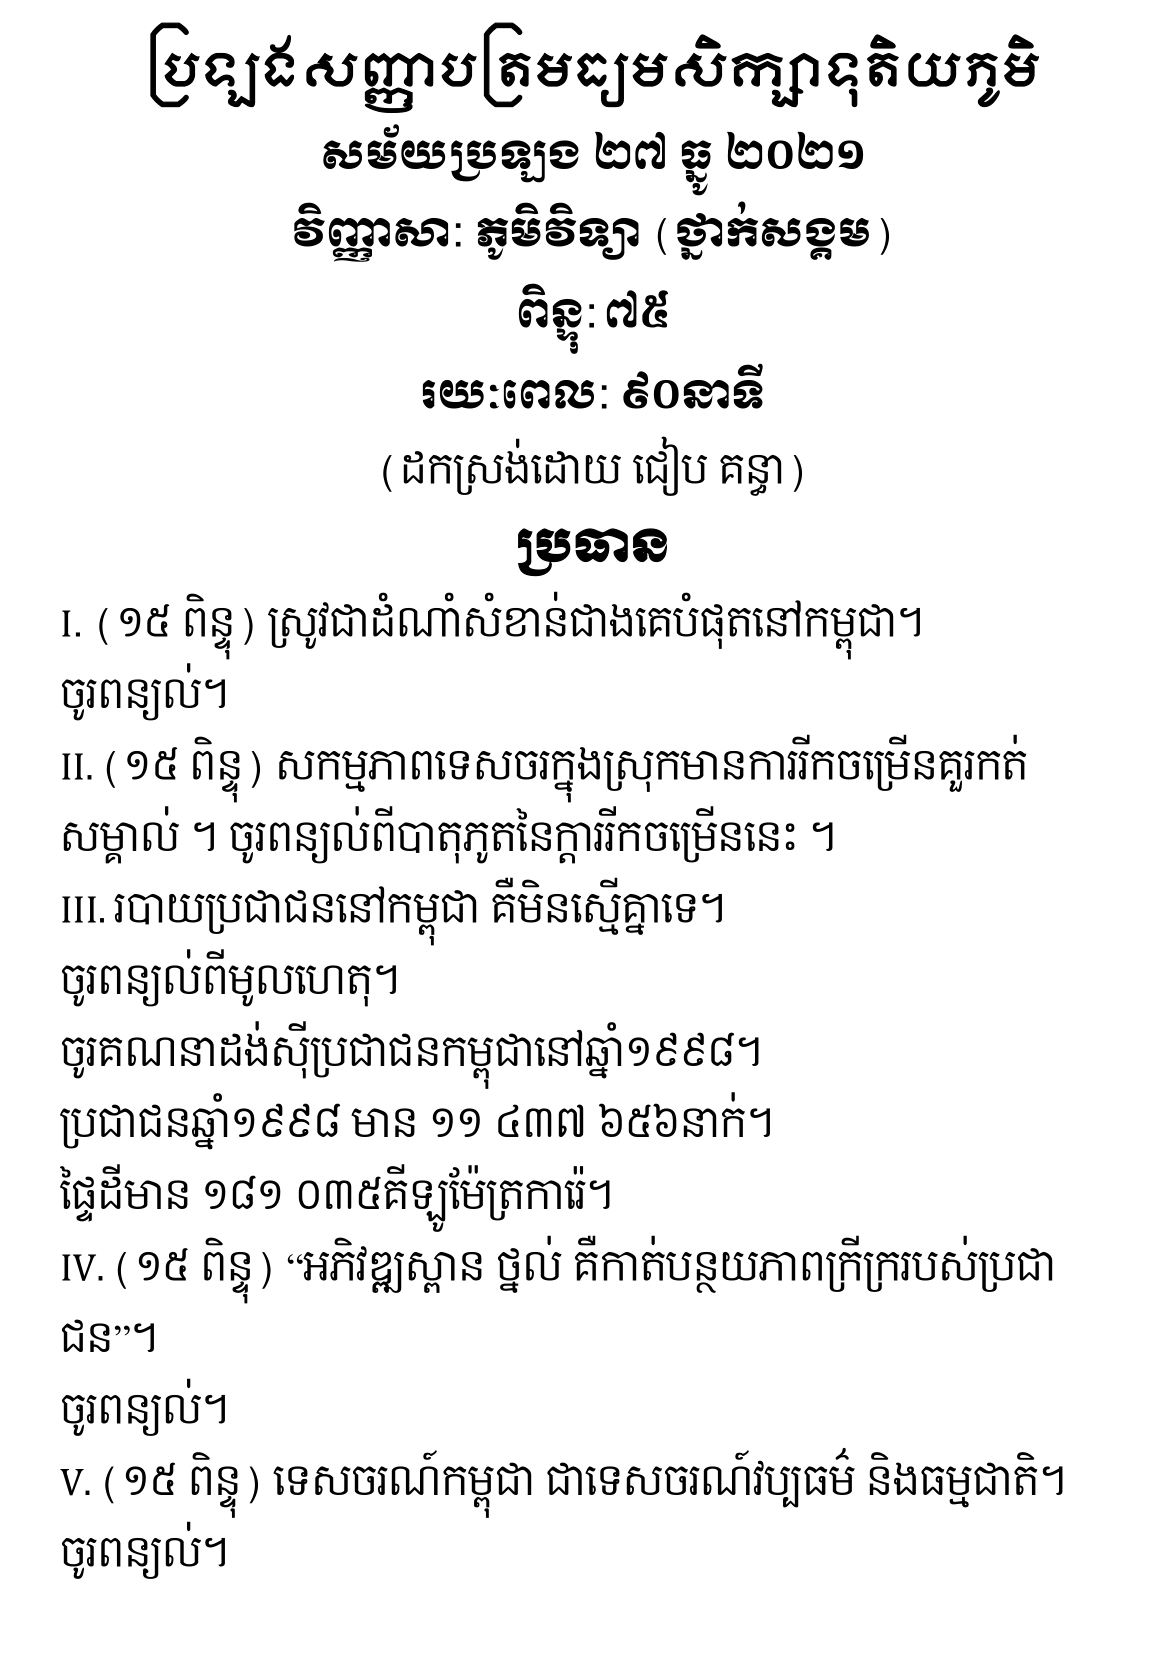 ប្រឡងសញ្ញាបត្រមធ្យមសិក្សាទុតិយភូមិ
សម័យប្រឡង ២៧ ធ្នូ ២០២១
វិញ្ញាសា: ភូមិវិទ្យា (ថ្នាក់សង្គម)
ពិន្ទុ: ៧៥
រយៈពេល: ៩០នាទី
(ដកស្រង់ដោយ ជៀប គន្ធា)
ប្រធាន
I. (១៥ ពិន្ទុ) ស្រូវជាដំណាំសំខាន់ជាងគេបំផុតនៅកម្ពុជា។
ចូរពន្យល់។
II. (១៥ ពិន្ទុ) សកម្មភាពទេសចរក្នុងស្រុកមានការរីកចម្រើនគួរកត់
សម្គាល់ ។ ចូរពន្យល់ពីបាតុភូតនៃក្ដាររីកចម្រើននេះ ។
III. របាយប្រជាជននៅកម្ពុជា គឺមិនស្មើគ្នាទេ។
ចូរពន្យល់ពីមូលហេតុ។
ចូរគណនាដង់ស៊ីប្រជាជនកម្ពុជានៅឆ្នាំ១៩៩៨។
ប្រជាជនឆ្នាំ១៩៩៨ មាន ១១ ៤៣៧ ៦៥៦នាក់។
ផ្ទៃដីមាន ១៨១ ០៣៥គីឡូម៉ែត្រការ៉េ។
IV. (១៥ ពិន្ទុ) “អភិវឌ្ឍស្ពាន ថ្នល់ គឺកាត់បន្ថយភាពក្រីក្ររបស់ប្រជា
ជន”។
ចូរពន្យល់។
V. (១៥ ពិន្ទុ) ទេសចរណ៍កម្ពុជា ជាទេសចរណ៍វប្បធម៌ និងធម្មជាតិ។
ចូរពន្យល់។